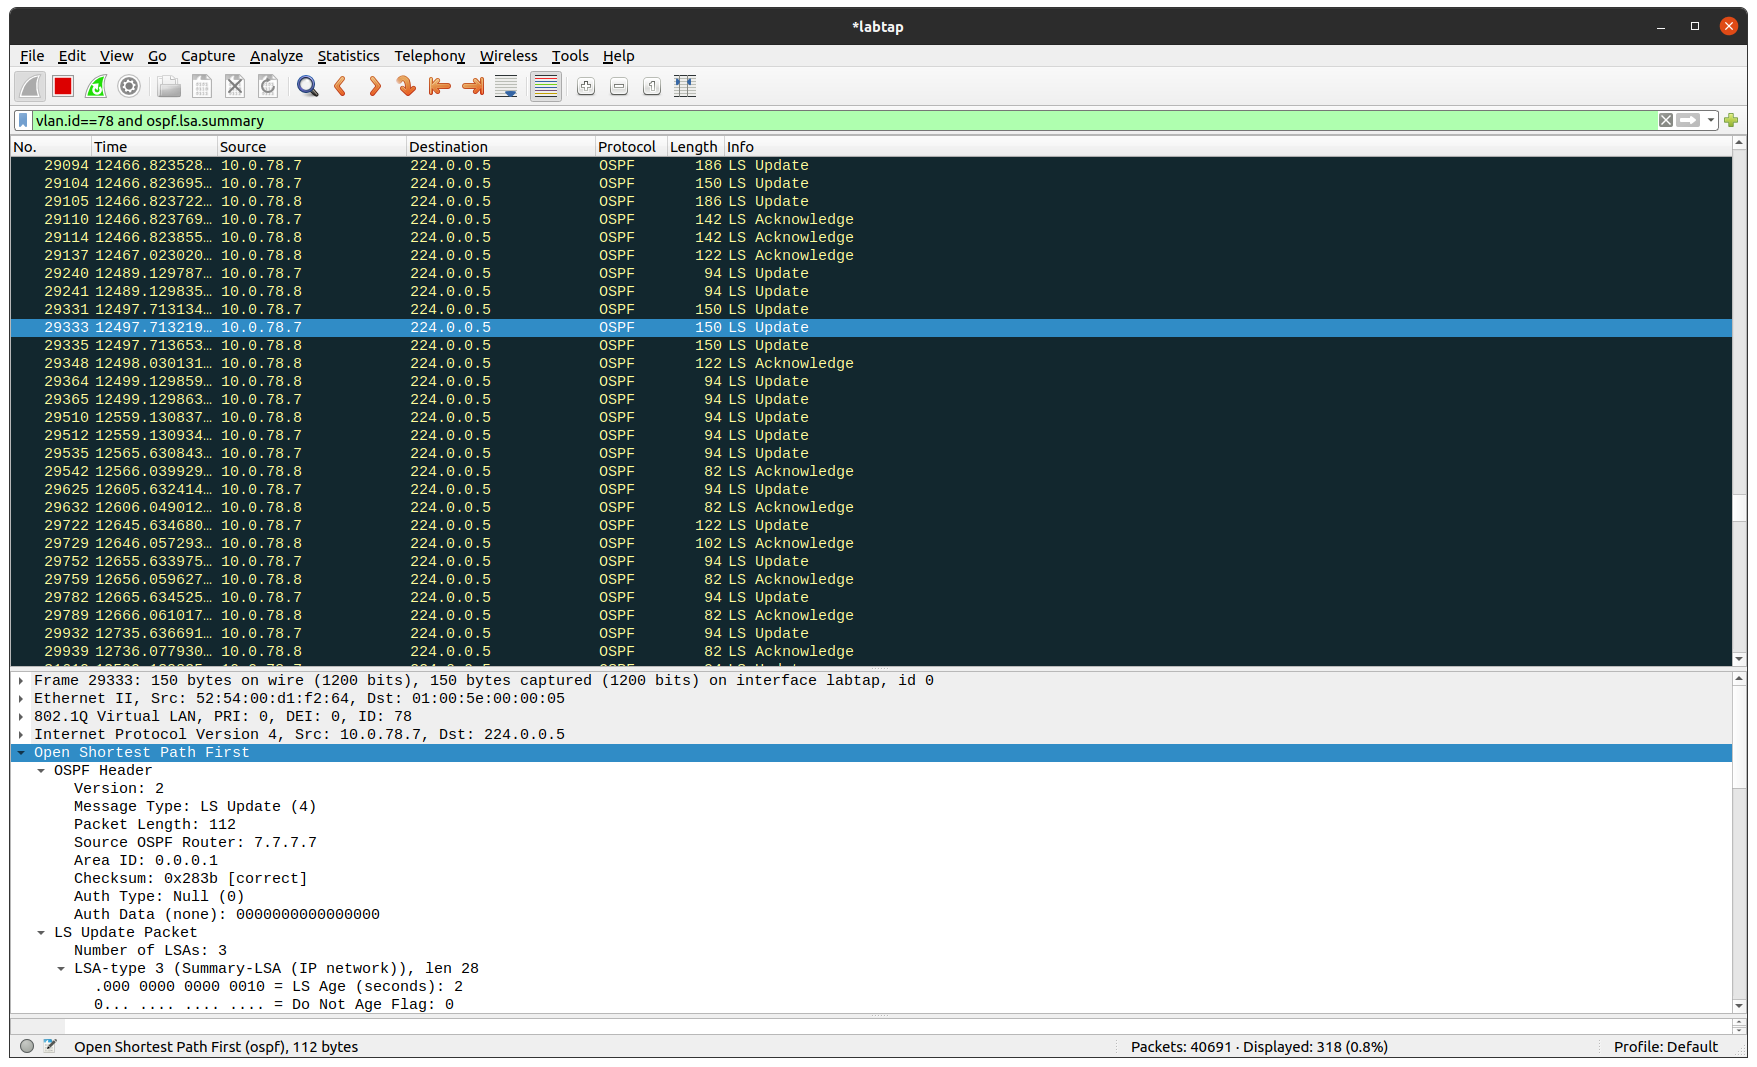 *labtap
File Edit View Go Capture Analyze Statistics Telephony Wireless Tools Help
vlan.id==78 and ospf.lsa.summary
No. Time Source Destination Protocol Length Info
29094 12466.823528… 10.0.78.7 224.0.0.5 OSPF 186 LS Update
29104 12466.823695… 10.0.78.7 224.0.0.5 OSPF 150 LS Update
29105 12466.823722… 10.0.78.8 224.0.0.5 OSPF 186 LS Update
29110 12466.823769… 10.0.78.7 224.0.0.5 OSPF 142 LS Acknowledge
29114 12466.823855… 10.0.78.8 224.0.0.5 OSPF 142 LS Acknowledge
29137 12467.023020… 10.0.78.8 224.0.0.5 OSPF 122 LS Acknowledge
29240 12489.129787… 10.0.78.7 224.0.0.5 OSPF 94 LS Update
29241 12489.129835… 10.0.78.8 224.0.0.5 OSPF 94 LS Update
29331 12497.713134… 10.0.78.7 224.0.0.5 OSPF 150 LS Update
29333 12497.713219… 10.0.78.7 224.0.0.5 OSPF 150 LS Update
29335 12497.713653… 10.0.78.8 224.0.0.5 OSPF 150 LS Update
29348 12498.030131… 10.0.78.8 224.0.0.5 OSPF 122 LS Acknowledge
29364 12499.129859… 10.0.78.8 224.0.0.5 OSPF 94 LS Update
29365 12499.129863… 10.0.78.7 224.0.0.5 OSPF 94 LS Update
29510 12559.130837… 10.0.78.8 224.0.0.5 OSPF 94 LS Update
29512 12559.130934… 10.0.78.7 224.0.0.5 OSPF 94 LS Update
29535 12565.630843… 10.0.78.7 224.0.0.5 OSPF 94 LS Update
29542 12566.039929… 10.0.78.8 224.0.0.5 OSPF 82 LS Acknowledge
29625 12605.632414… 10.0.78.7 224.0.0.5 OSPF 94 LS Update
29632 12606.049012… 10.0.78.8 224.0.0.5 OSPF 82 LS Acknowledge
29722 12645.634680… 10.0.78.7 224.0.0.5 OSPF 122 LS Update
29729 12646.057293… 10.0.78.8 224.0.0.5 OSPF 102 LS Acknowledge
29752 12655.633975… 10.0.78.7 224.0.0.5 OSPF 94 LS Update
29759 12656.059627… 10.0.78.8 224.0.0.5 OSPF 82 LS Acknowledge
29782 12665.634525… 10.0.78.7 224.0.0.5 OSPF 94 LS Update
29789 12666.061017… 10.0.78.8 224.0.0.5 OSPF 82 LS Acknowledge
29932 12735.636691… 10.0.78.7 224.0.0.5 OSPF 94 LS Update
29939 12736.077930… 10.0.78.8 224.0.0.5 OSPF 82 LS Acknowledge
Frame 29333: 150 bytes on wire (1200 bits), 150 bytes captured (1200 bits) on interface labtap, id 0
Ethernet II, Src: 52:54:00:d1:f2:64, Dst: 01:00:5e:00:00:05
802.1Q Virtual LAN, PRI: 0, DEI: 0, ID: 78
Internet Protocol Version 4, Src: 10.0.78.7, Dst: 224.0.0.5
Open Shortest Path First
OSPF Header
Version: 2
Message Type: LS Update (4)
Packet Length: 112
Source OSPF Router: 7.7.7.7
Area ID: 0.0.0.1
Checksum: 0x283b [correct]
Auth Type: Null (0)
Auth Data (none): 0000000000000000
LS Update Packet
Number of LSAs: 3
LSA-type 3 (Summary-LSA (IP network)), len 28
.000 0000 0000 0010 = LS Age (seconds): 2
0... .... .... .... = Do Not Age Flag: 0
Open Shortest Path First (ospf), 112 bytes
Packets: 40691 · Displayed: 318 (0.8%)
Profile: Default